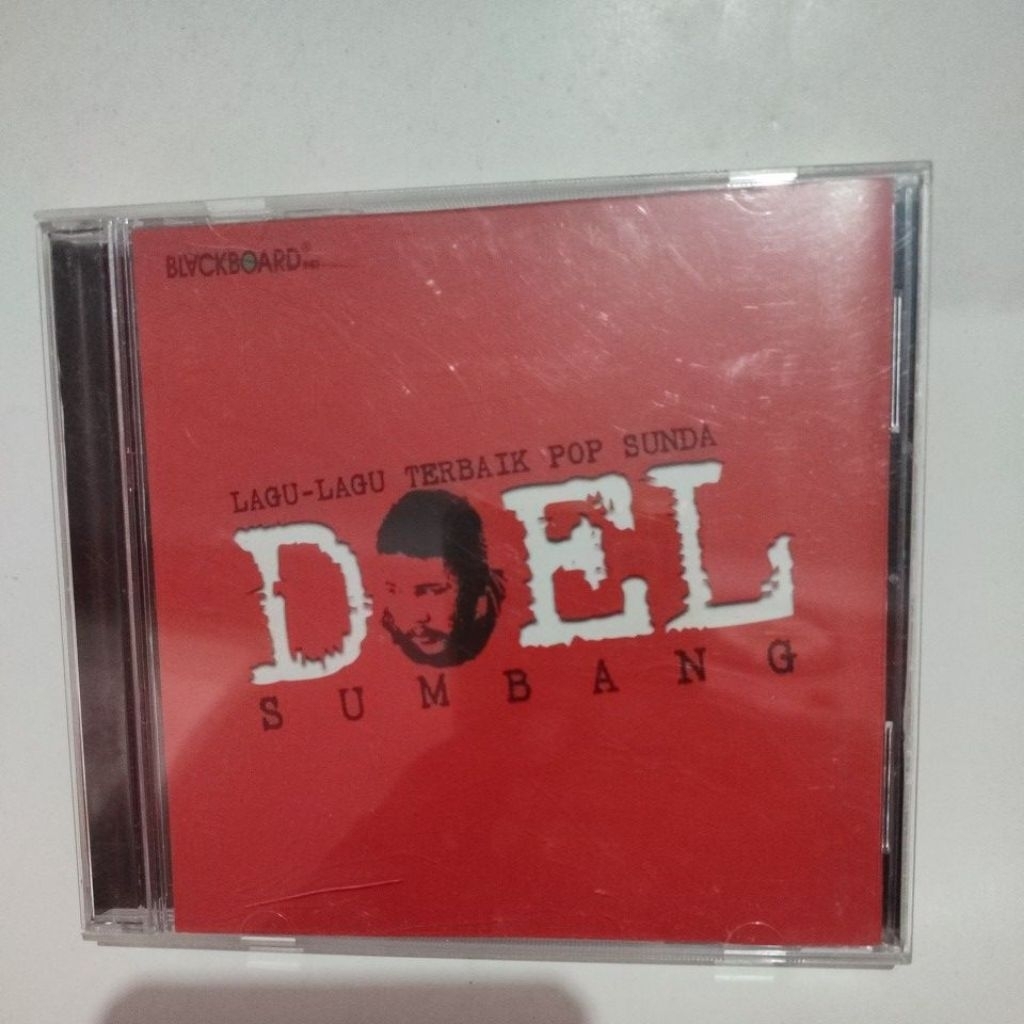 BLACKBOARD®
LAGU-LAGU TERBAIK POP SUNDA
DOEL
SUMBANG